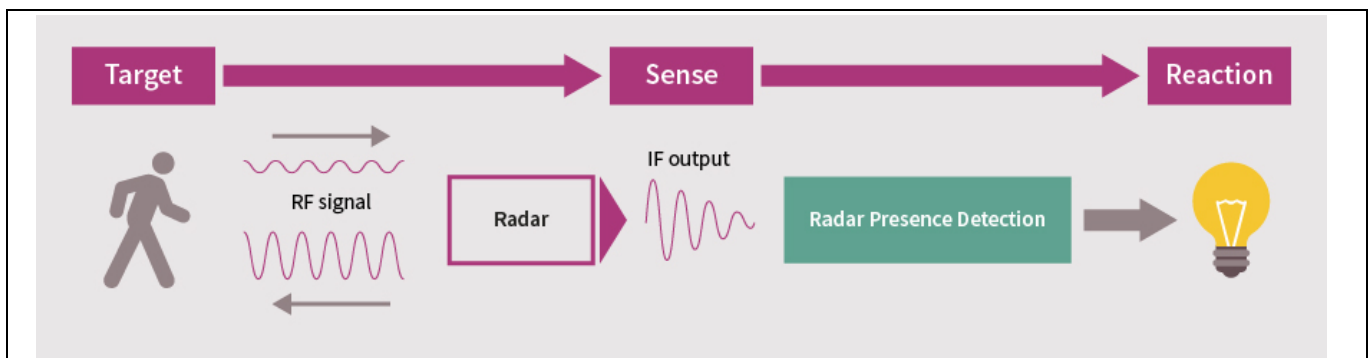 Target
Sense
Reaction
RF signal
Radar
IF output
Radar Presence Detection